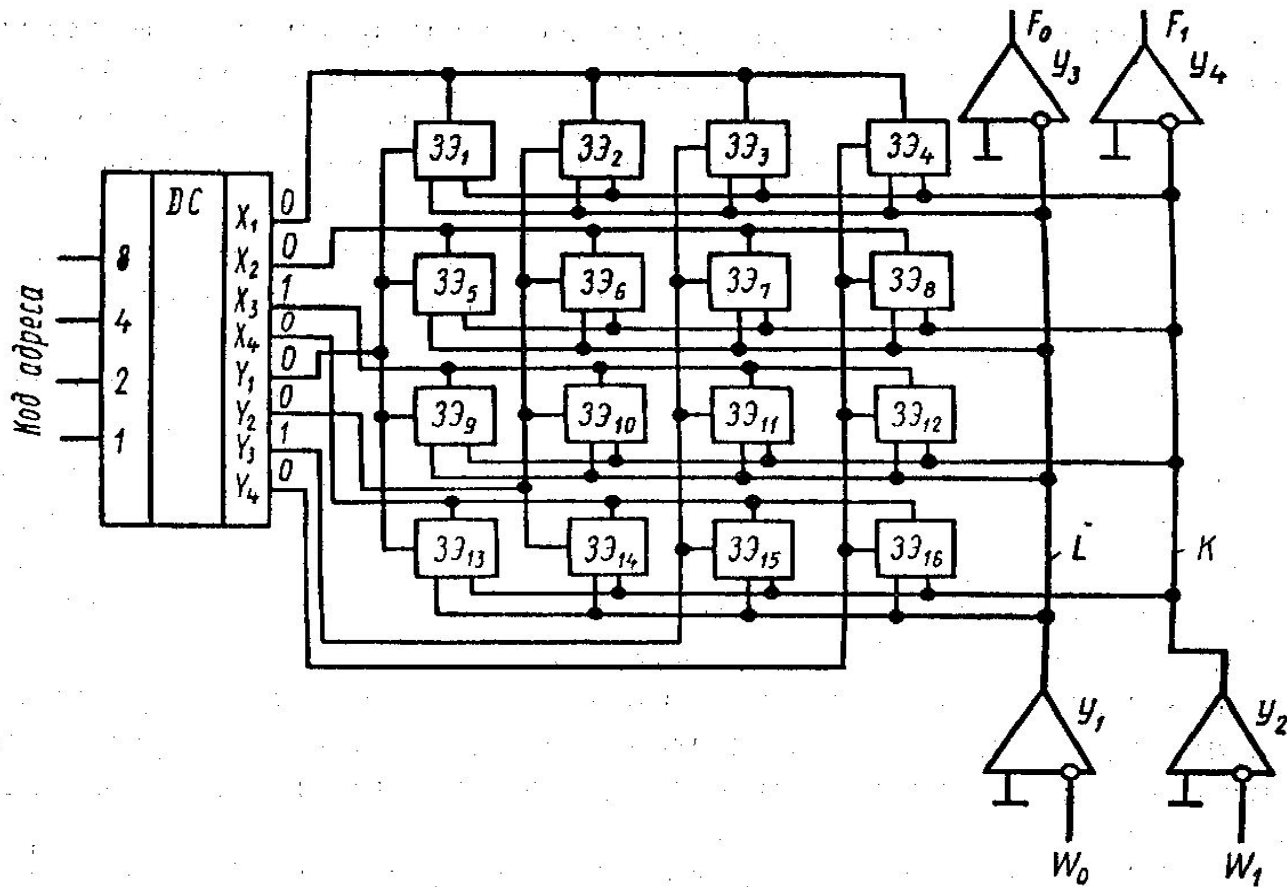 F₀
F₁
У₃
У₄
ЗЭ₁
ЗЭ₂
ЗЭ₃
ЗЭ₄
DC
X₁ 0
X₂ 0
X₃ 1
X₄ 0
Y₁ 0
Y₂ 0
Y₃ 1
Y₄ 0
Код адреса
8
4
2
1
ЗЭ₅
ЗЭ₆
ЗЭ₇
ЗЭ₈
ЗЭ₉
ЗЭ₁₀
ЗЭ₁₁
ЗЭ₁₂
ЗЭ₁₃
ЗЭ₁₄
ЗЭ₁₅
ЗЭ₁₆
L
K
У₁
У₂
W₀
W₁